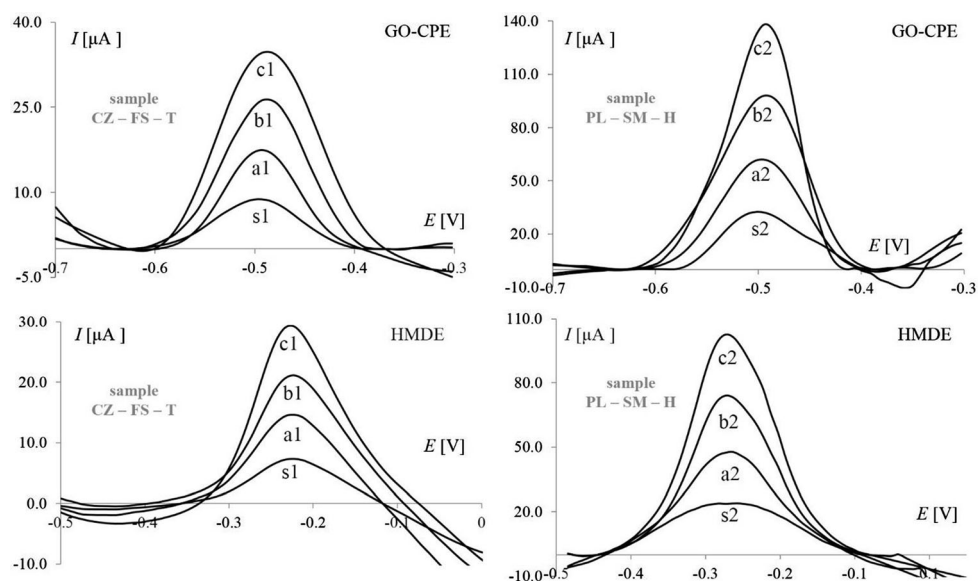 40.0
I [μA ]
GO-CPE
c1
sample
CZ – FS – T
25.0
b1
a1
10.0
s1
E [V]
-5.0
-0.7
-0.6
-0.5
-0.4
-0.3
140.0
I [μA ]
GO-CPE
c2
110.0
sample
PL – SM – H
80.0
b2
a2
50.0
s2
20.0
E [V]
-10.0
-0.7
-0.6
-0.5
-0.4
-0.3
30.0
I [μA ]
HMDE
c1
20.0
sample
CZ – FS – T
b1
a1
10.0
E [V]
s1
0.0
-0.5
-0.4
-0.3
-0.2
-0.1
0
-10.0
110.0
I [μA ]
HMDE
c2
sample
PL – SM – H
80.0
b2
50.0
a2
20.0
s2
E [V]
-10.0
-0.5
-0.4
-0.3
-0.2
-0.1
0.1